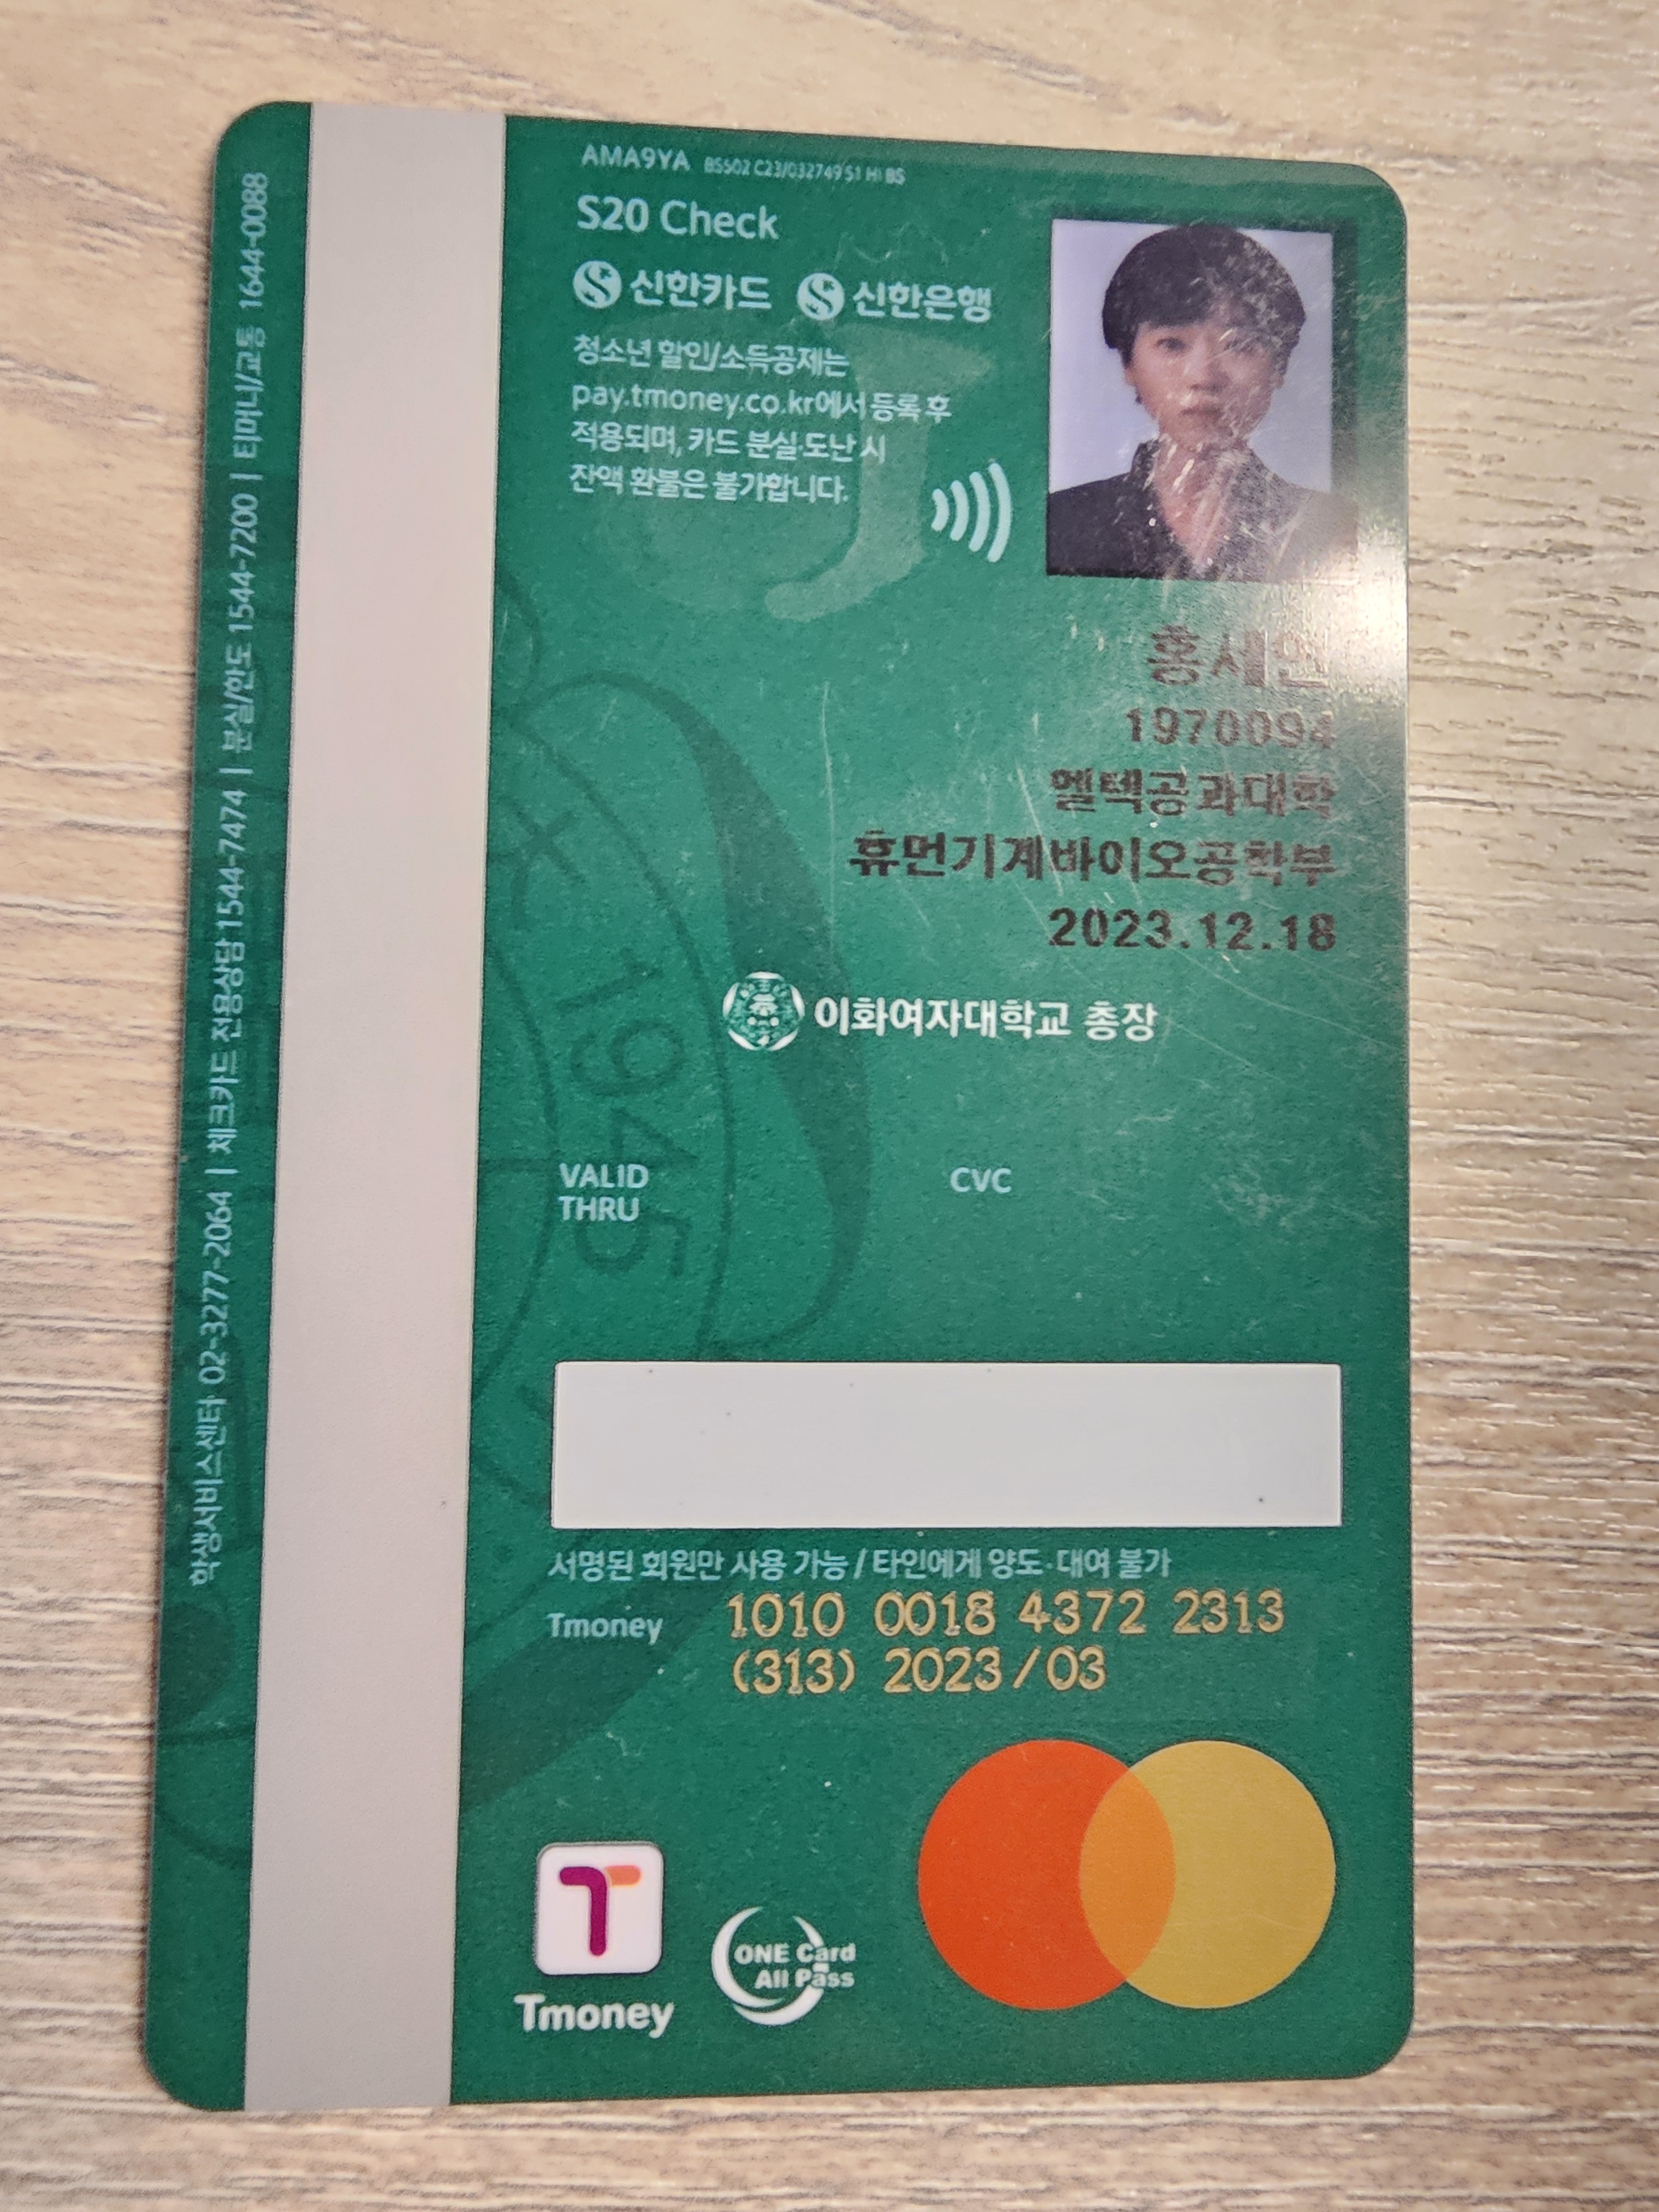 AMA9YA BSS02 C23/032749 S1 Hi BS
S20 Check
신한카드 신한은행
청소년 할인/소득공제는
pay.tmoney.co.kr에서 등록 후
적용되며, 카드 분실·도난 시
잔액 환불은 불가합니다.
1970094
엘텍공과대학
휴먼기계바이오공학부
2023.12.18
이화여자대학교 총장
1945
VALID
THRU
CVC
서명된 회원만 사용 가능 / 타인에게 양도·대여 불가
Tmoney 1010 0018 4372 2313
(313) 2023/03
Tmoney
ONE Card
All Pass
학생서비스센터 02-3277-2064 | 체크카드 전용상담 1544-7474 | 분실/한도 1544-7200 | 티머니/교통 1644-0088